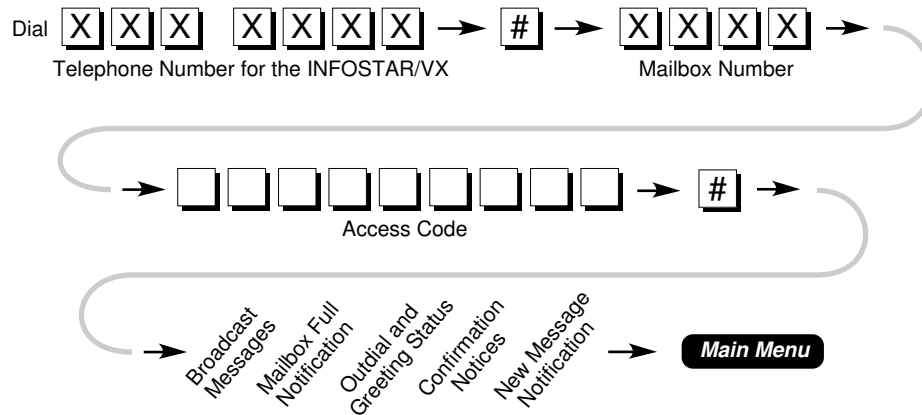 Dial X X X X X X X # X X X X
Telephone Number for the INFOSTAR/VX
Mailbox Number
#
Access Code
Broadcast
Messages
Mailbox Full
Notification
Outdial and
Greeting Status
Confirmation
Notices
New Message
Notification
Main Menu